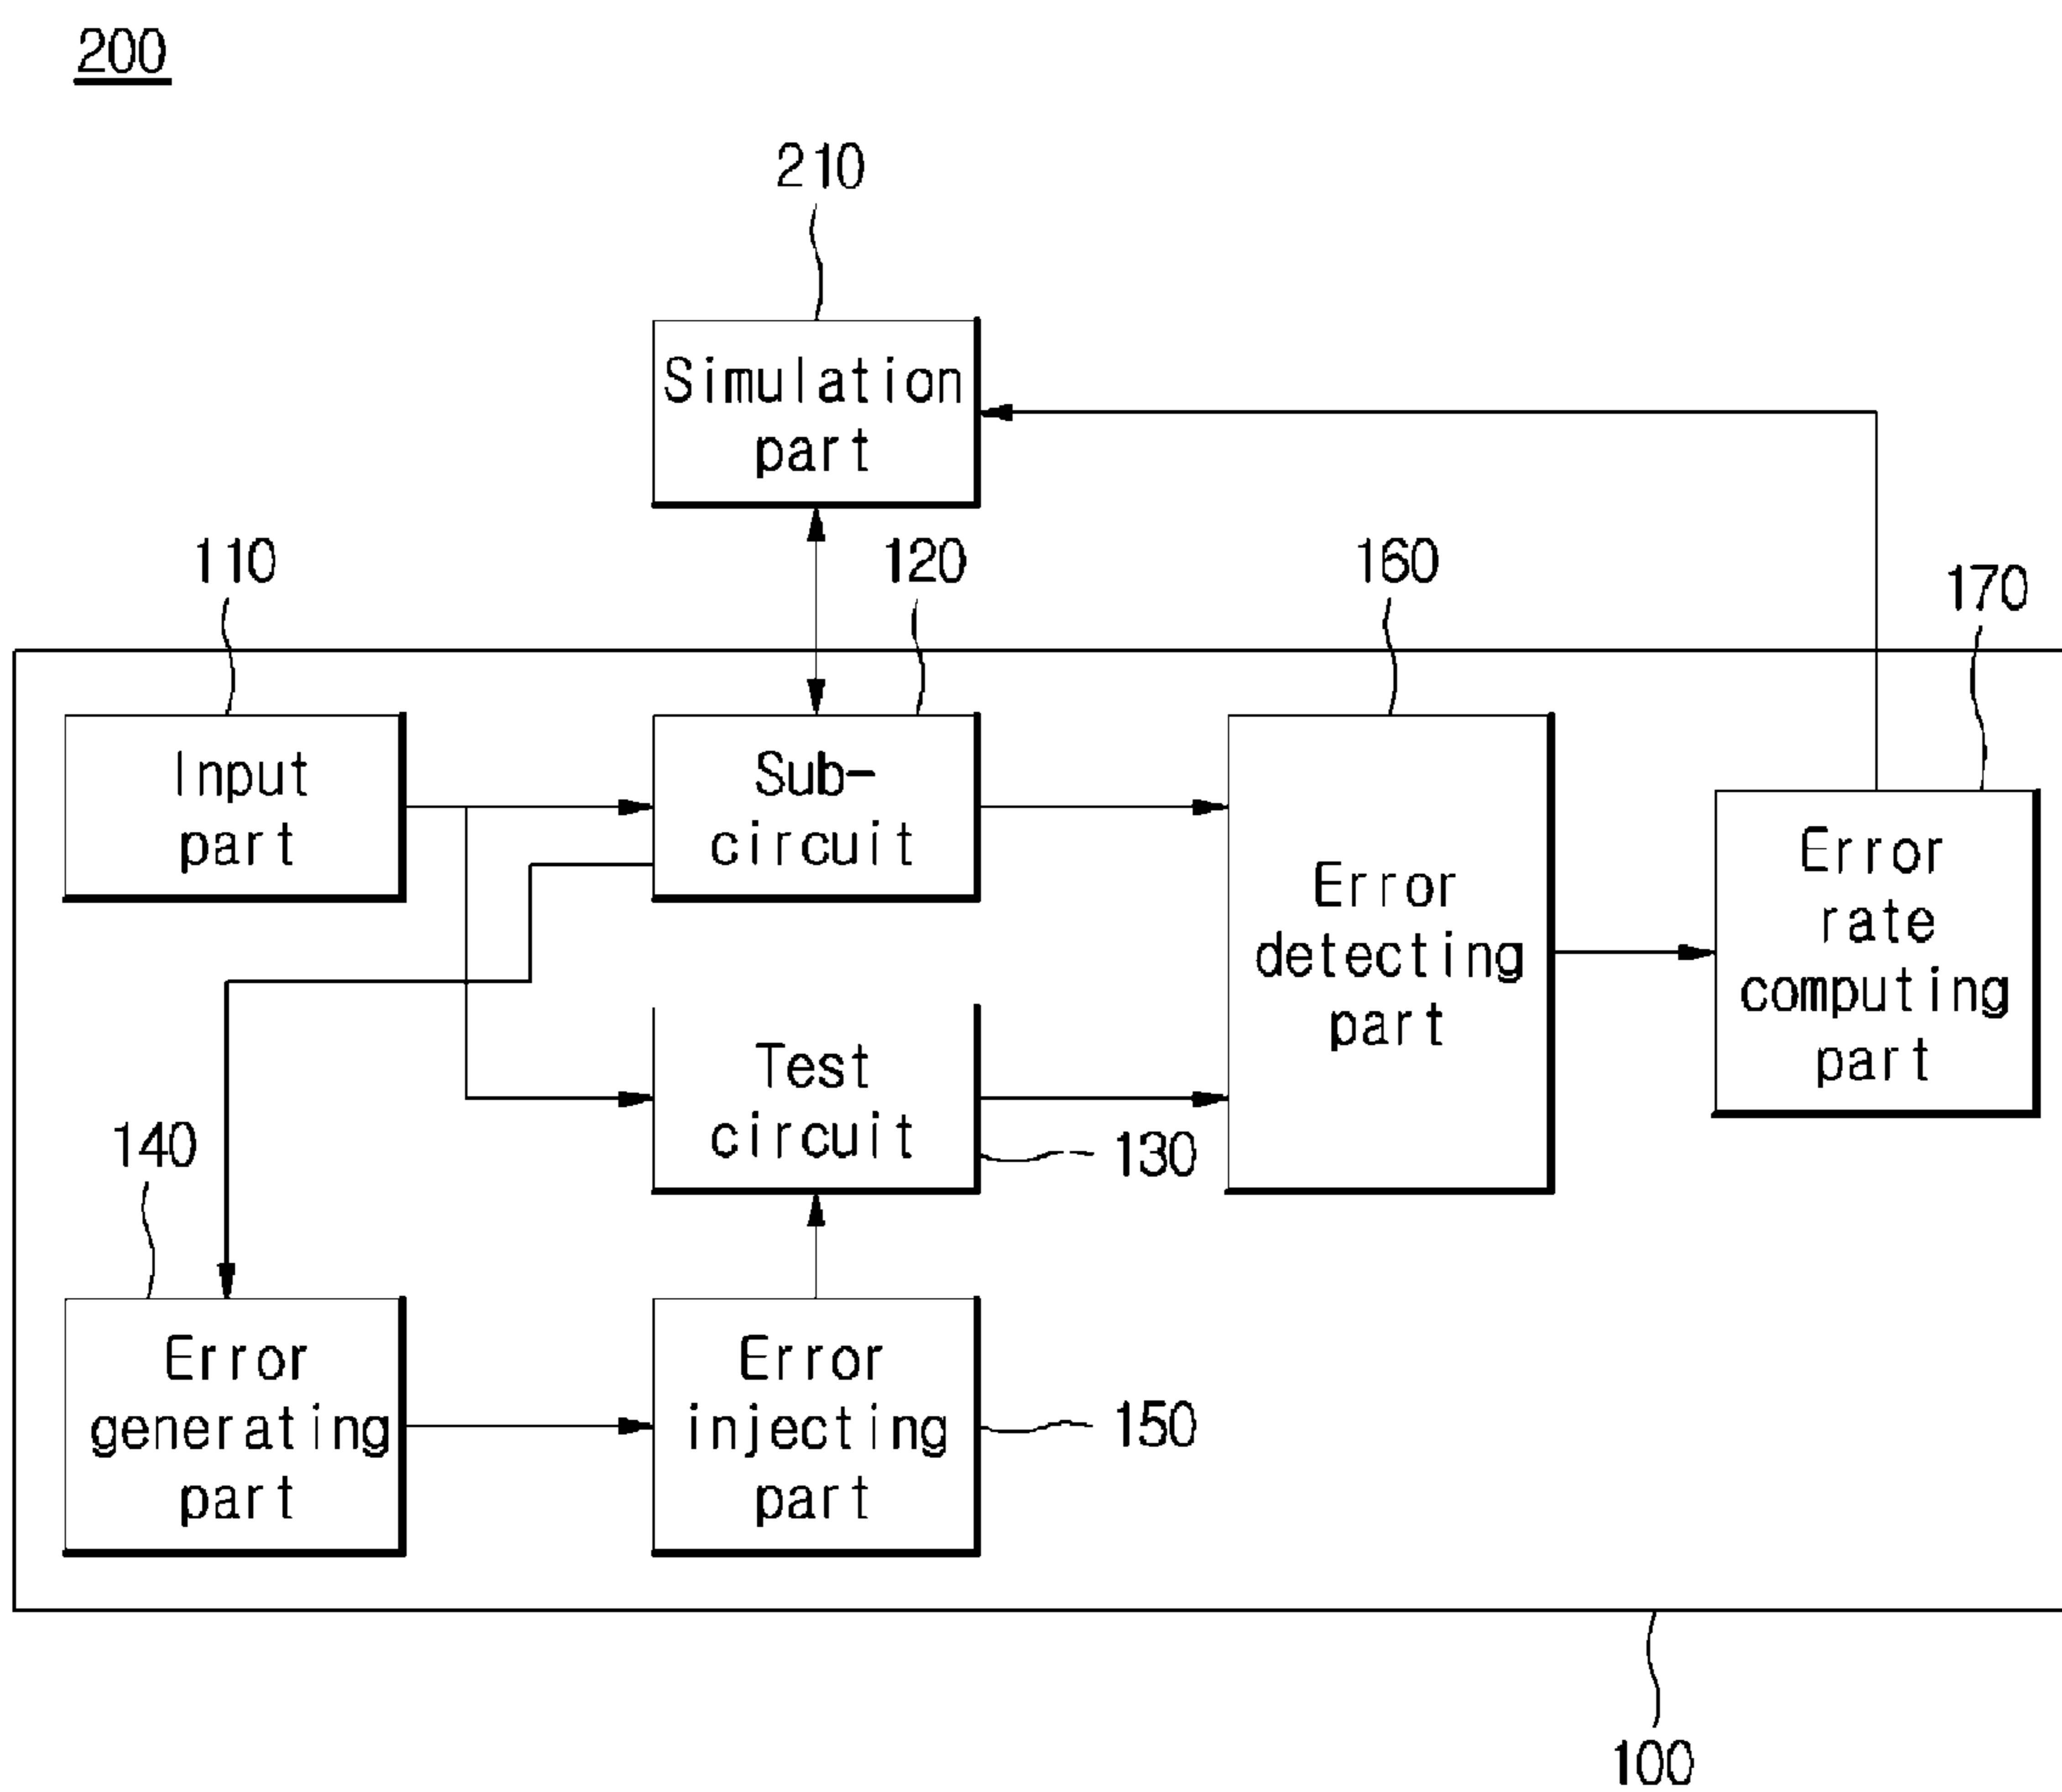 200
210
Simulation
part
110
120
160
170
Input
part
Sub-
circuit
Error
detecting
part
Error
rate
computing
part
Test
circuit
130
140
Error
generating
part
Error
injecting
part
150
100